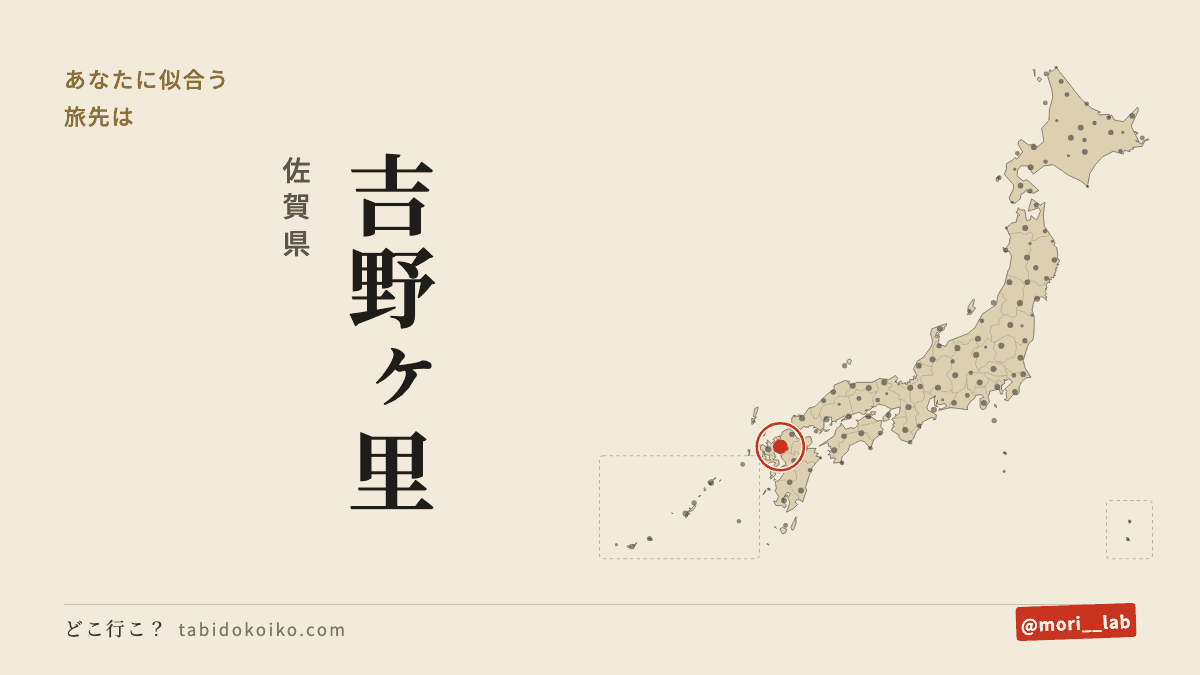 あなたに似合う
旅先は
佐賀県
吉野ヶ里
どこ行こ？ tabidokoiko.com
@mori__lab